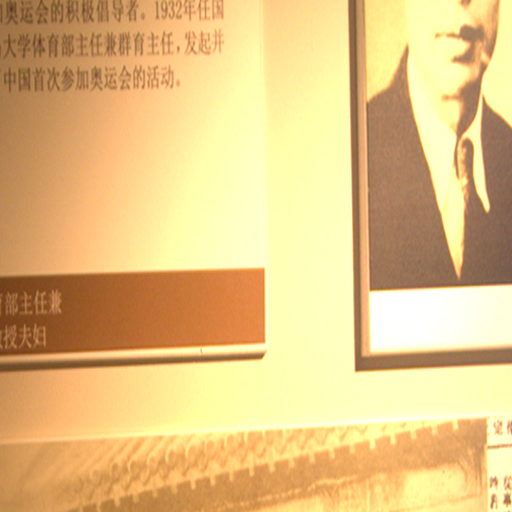 奥运会的积极倡导者。1932年任国
大学体育部主任兼群育主任，发起并
中国首次参加奥运会的活动。
部主任兼
授夫妇